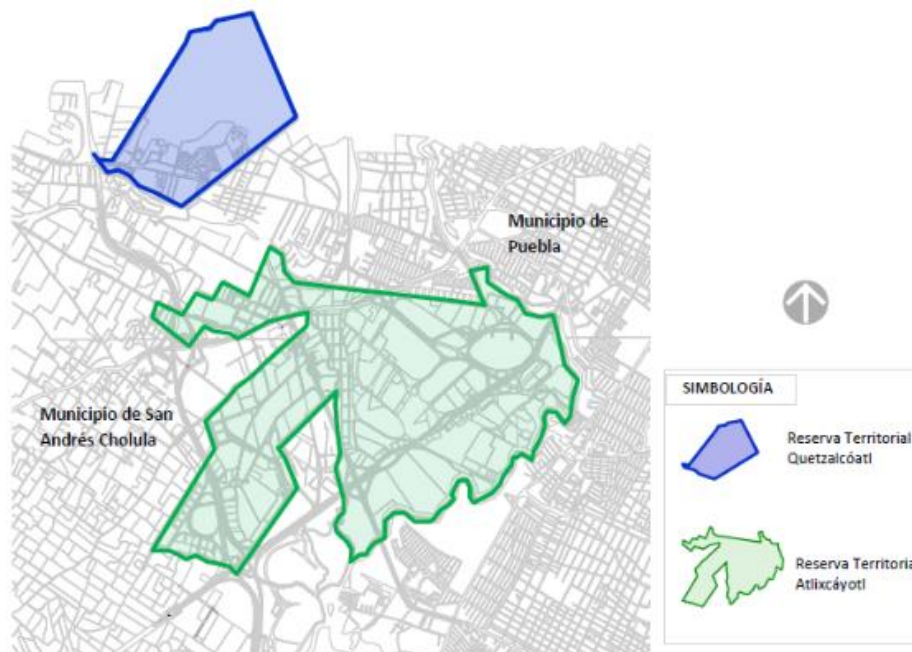 Municipio de
Puebla
Municipio de San
Andrés Cholula
SIMBOLOGÍA
Reserva Territorial
Quetzalcóatl
Reserva Territoria
Atlixcáyotl